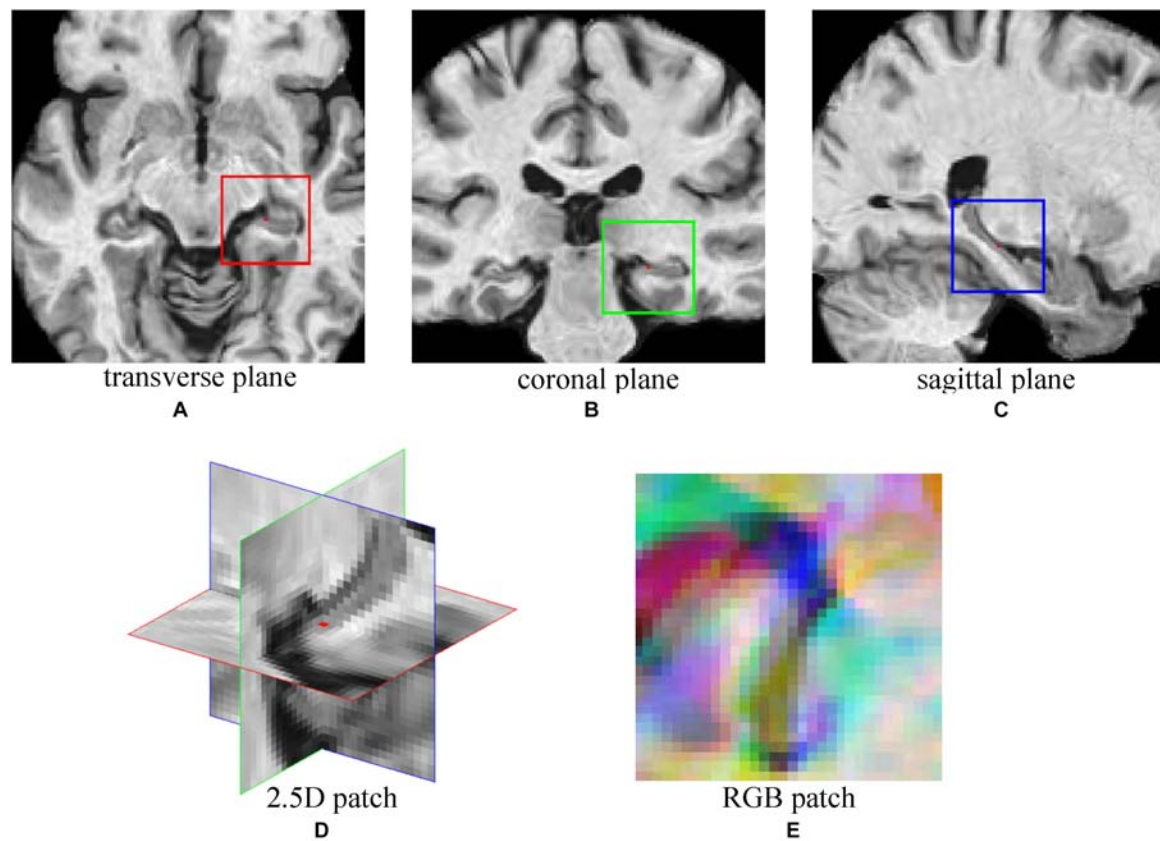 transverse plane
A
coronal plane
B
sagittal plane
C
2.5D patch
D
RGB patch
E